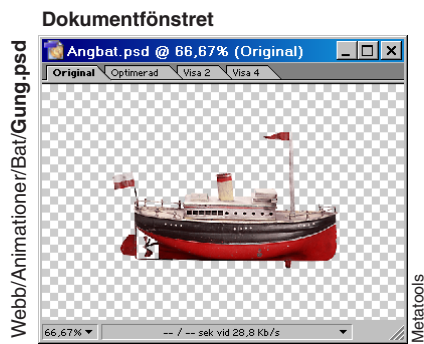 Dokumentfönstret
Webb/Animationer/Bat/Gung.psd
Angbat.psd @ 66,67% (Original)
Original Optimerad Visa 2 Visa 4
66,67% -- / -- sek vid 28,8 Kb/s
Metatools